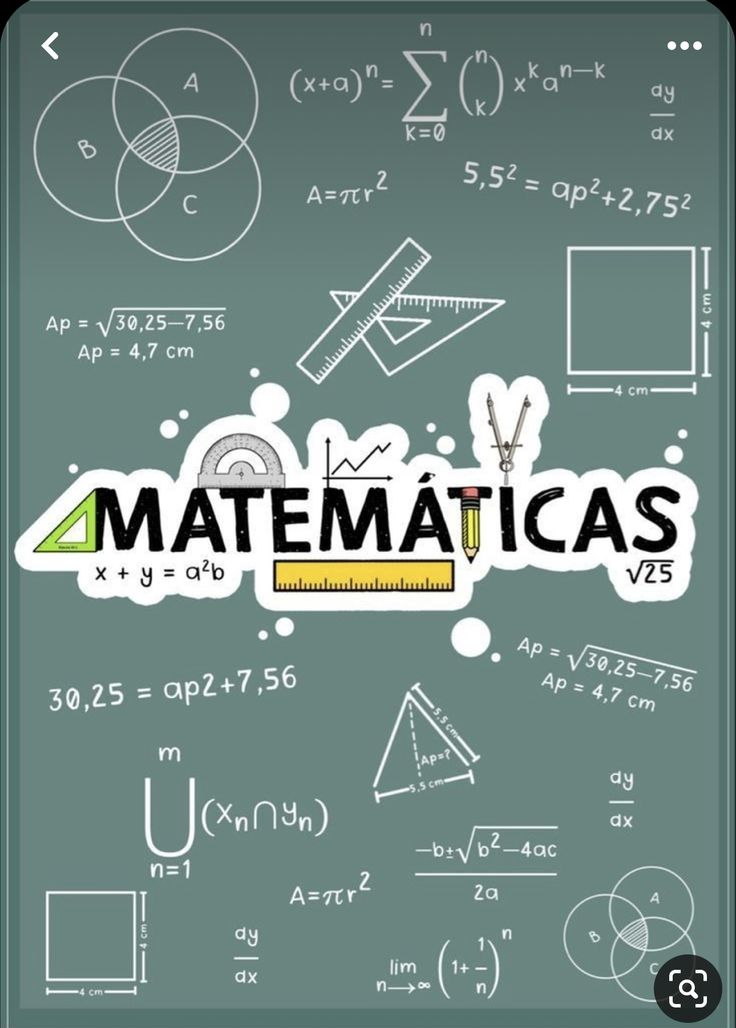 A
B
C
(x+a)ⁿ= n ∑ k=0 (n k) xᵏaⁿ⁻ᵏ
dy
dx
A=πr²
5,5² = ap²+2,75²
Ap = √30,25—7,56
Ap = 4,7 cm
4 cm
4 cm
MATEMÁTICAS
x + y = a²b
√25
30,25 = ap2+7,56
Ap = √30,25—7,56
Ap = 4,7 cm
5,5 cm
Ap=?
5,5 cm
m
⋃(xₙ∩yₙ)
n=1
dy
dx
-b±√b²—4ac
2a
A=πr²
4 cm
4 cm
dy
dx
lim (1+ 1/n)ⁿ
n→∞
A
B
C